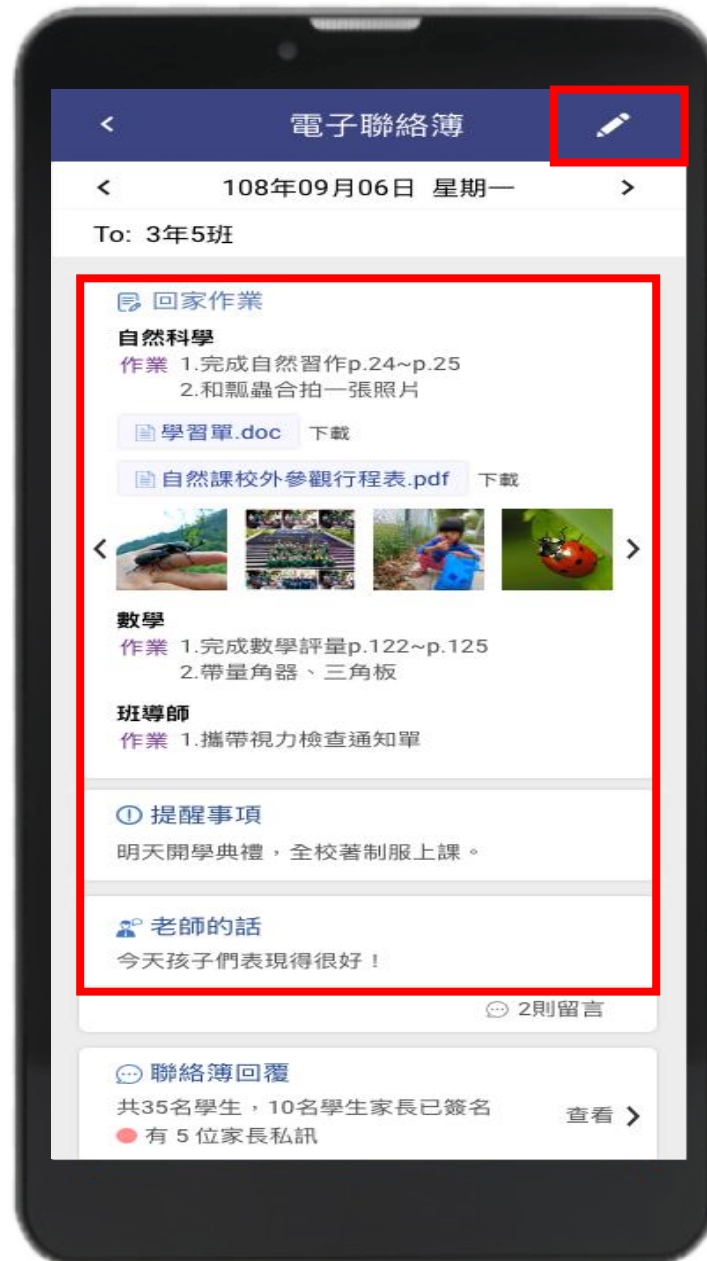 電子聯絡簿
108年09月06日 星期一
To: 3年5班
回家作業
自然科學
作業 1.完成自然習作p.24~p.25
2.和瓢蟲合拍一張照片
學習單.doc 下載
自然課校外參觀行程表.pdf 下載
數學
作業 1.完成數學評量p.122~p.125
2.帶量角器、三角板
班導師
作業 1.攜帶視力檢查通知單
提醒事項
明天開學典禮，全校著制服上課。
老師的話
今天孩子們表現得很好！
2則留言
聯絡簿回覆
共35名學生，10名學生家長已簽名 查看
有 5 位家長私訊